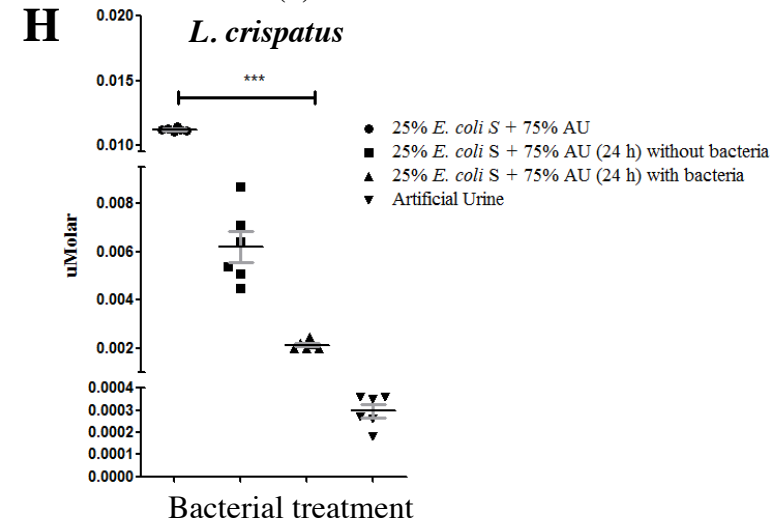 H
L. crispatus
0.020
0.015
***
0.010
25% E. coli S + 75% AU
25% E. coli S + 75% AU (24 h) without bacteria
25% E. coli S + 75% AU (24 h) with bacteria
Artificial Urine
uMolar
0.008
0.006
0.004
0.002
0.0004
0.0003
0.0002
0.0001
0.0000
Bacterial treatment